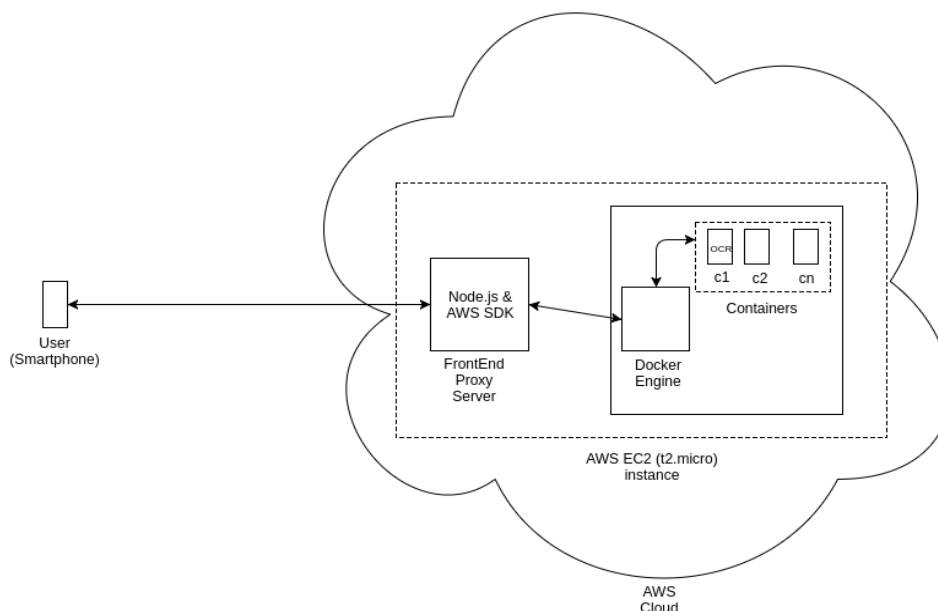 OCR
c1
c2
cn
Containers
Node.js &
AWS SDK
User
(Smartphone)
FrontEnd
Proxy
Server
Docker
Engine
AWS EC2 (t2.micro)
instance
AWS
Cloud